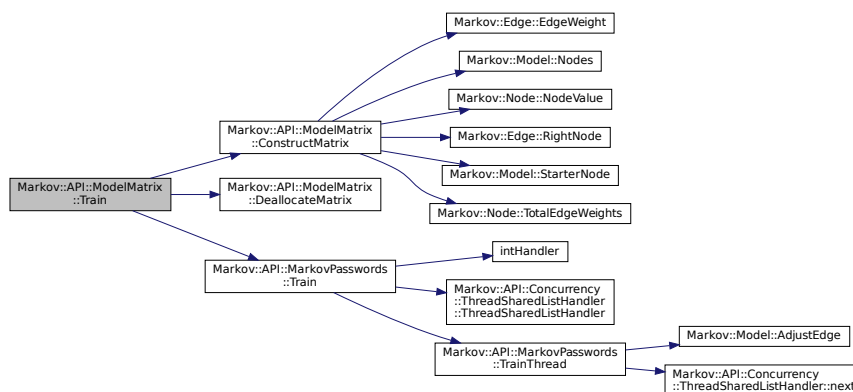 Markov::API::ModelMatrix
::Train
Markov::API::ModelMatrix
::ConstructMatrix
Markov::Edge::EdgeWeight
Markov::Model::Nodes
Markov::Node::NodeValue
Markov::Edge::RightNode
Markov::Model::StarterNode
Markov::Node::TotalEdgeWeights
Markov::API::ModelMatrix
::DeallocateMatrix
Markov::API::MarkovPasswords
::Train
intHandler
Markov::API::Concurrency
::ThreadSharedListHandler
::ThreadSharedListHandler
Markov::API::MarkovPasswords
::TrainThread
Markov::Model::AdjustEdge
Markov::API::Concurrency
::ThreadSharedListHandler::next